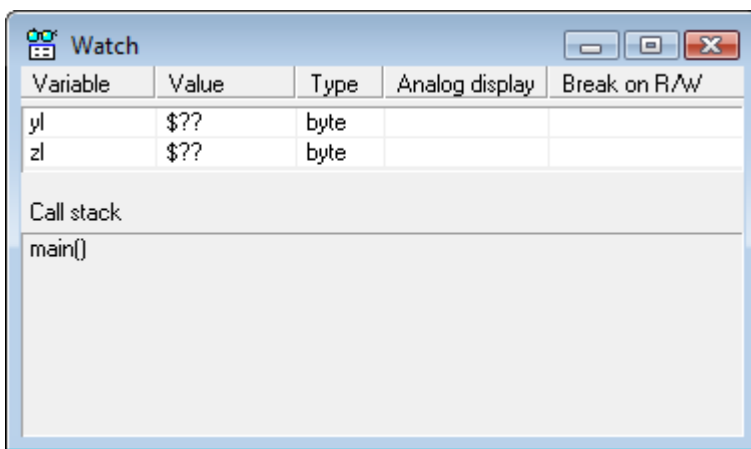 Watch
Variable Value Type Analog display Break on R/W
yl $?? byte
zl $?? byte
Call stack
main()